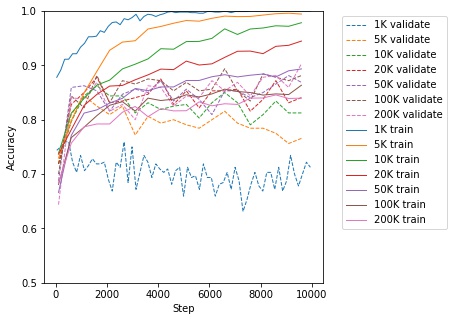 1.0
0.9
0.8
0.7
0.6
0.5
Accuracy
0
2000
4000
6000
8000
10000
Step
1K validate
5K validate
10K validate
20K validate
50K validate
100K validate
200K validate
1K train
5K train
10K train
20K train
50K train
100K train
200K train